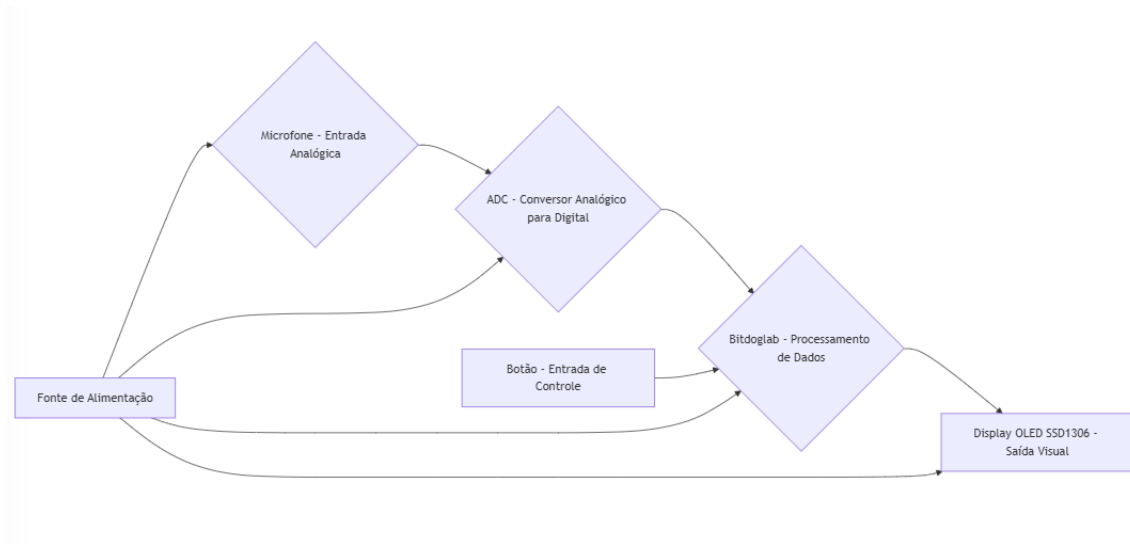 Microfone - Entrada
Analógica
ADC - Conversor Analógico
para Digital
Bitdoglab - Processamento
de Dados
Botão - Entrada de
Controle
Fonte de Alimentação
Display OLED SSD1306 -
Saída Visual